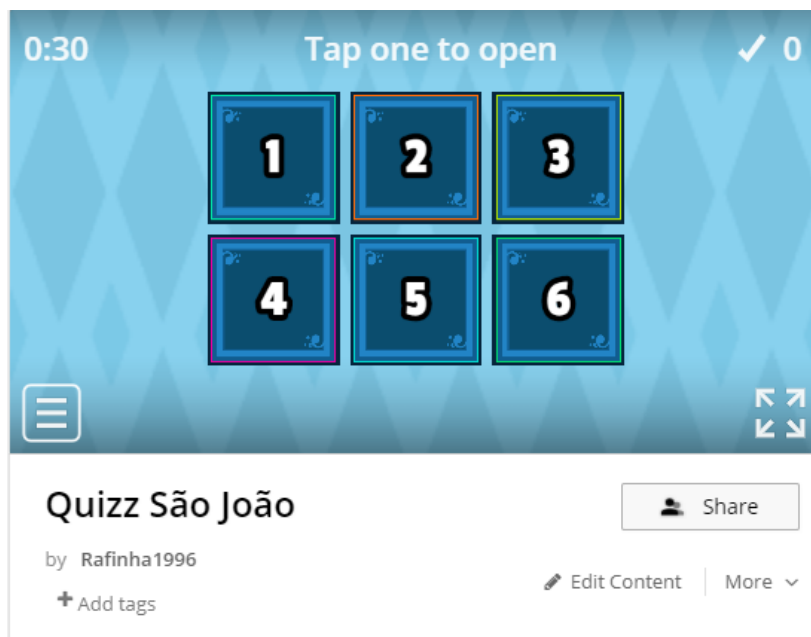 0:30 Tap one to open 0
1 2 3
4 5 6
Quizz São João
Share
by Rafinha1996
Edit Content More
+ Add tags